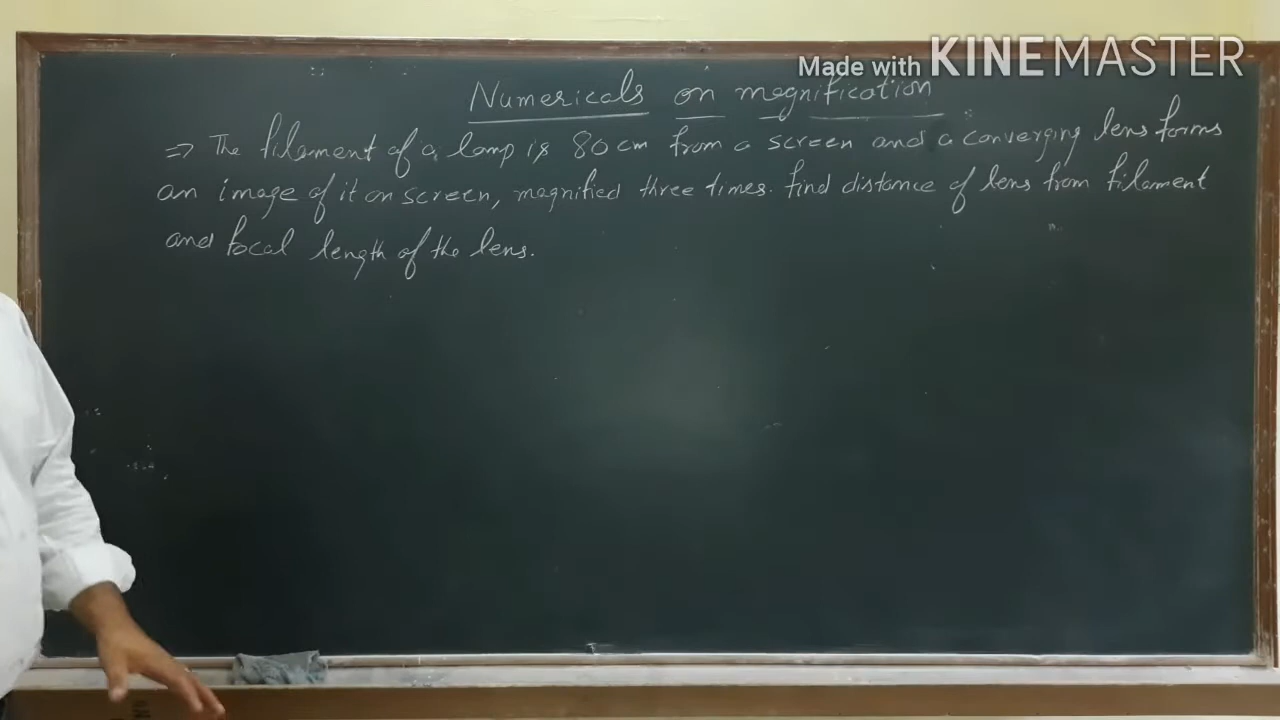 Made with KINEMASTER
Numericals on magnification
⇒ The filament of a lamp is 80 cm from a screen and a converging lens forms
an image of it on screen, magnified three times. find distance of lens from filament
and focal length of the lens.